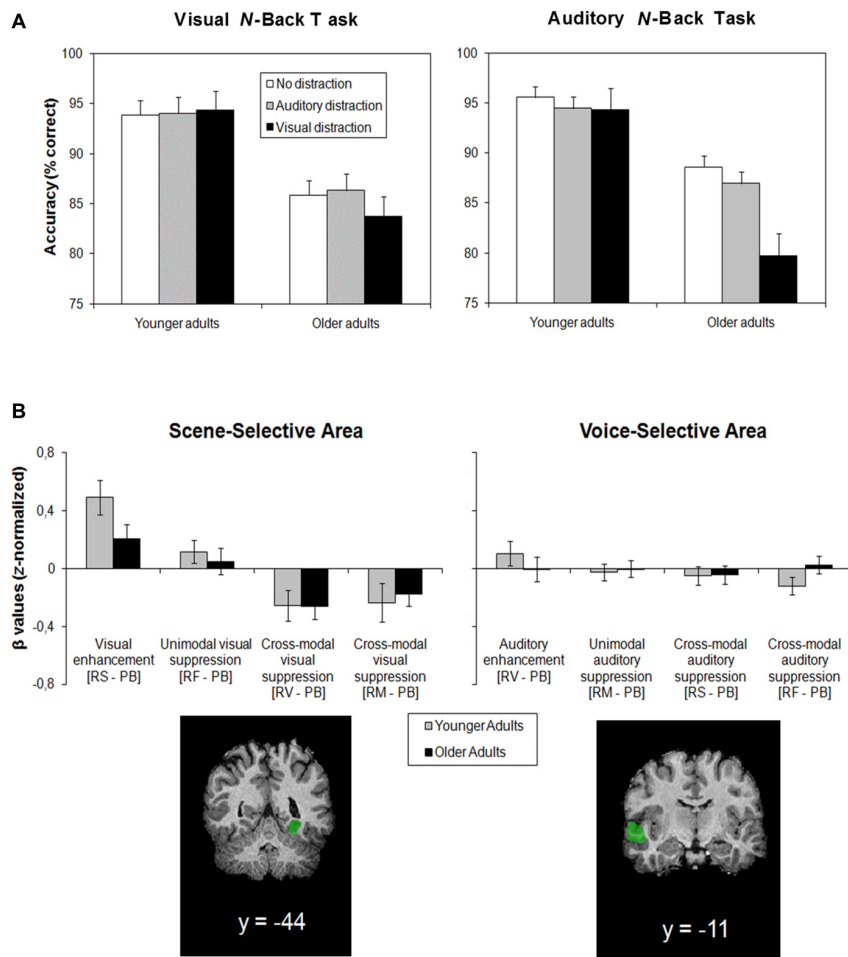 A
Visual N-Back T ask
Auditory N-Back Task
Accuracy (% correct)
100
95
90
85
80
75
No distraction
Auditory distraction
Visual distraction
Younger adults
Older adults
100
95
90
85
80
75
Younger adults
Older adults
B
Scene-Selective Area
Voice-Selective Area
β values (z-normalized)
0,8
0,4
0
-0,4
-0,8
Visual
enhancement
[RS - PB]
Unimodal visual
suppression
[RF - PB]
Cross-modal
visual
suppression
[RV - PB]
Cross-modal
visual
suppression
[RM - PB]
Auditory
enhancement
[RV - PB]
Unimodal
auditory
suppression
[RM - PB]
Cross-modal
auditory
suppression
[RS - PB]
Cross-modal
auditory
suppression
[RF - PB]
Younger Adults
Older Adults
y = -44
y = -11